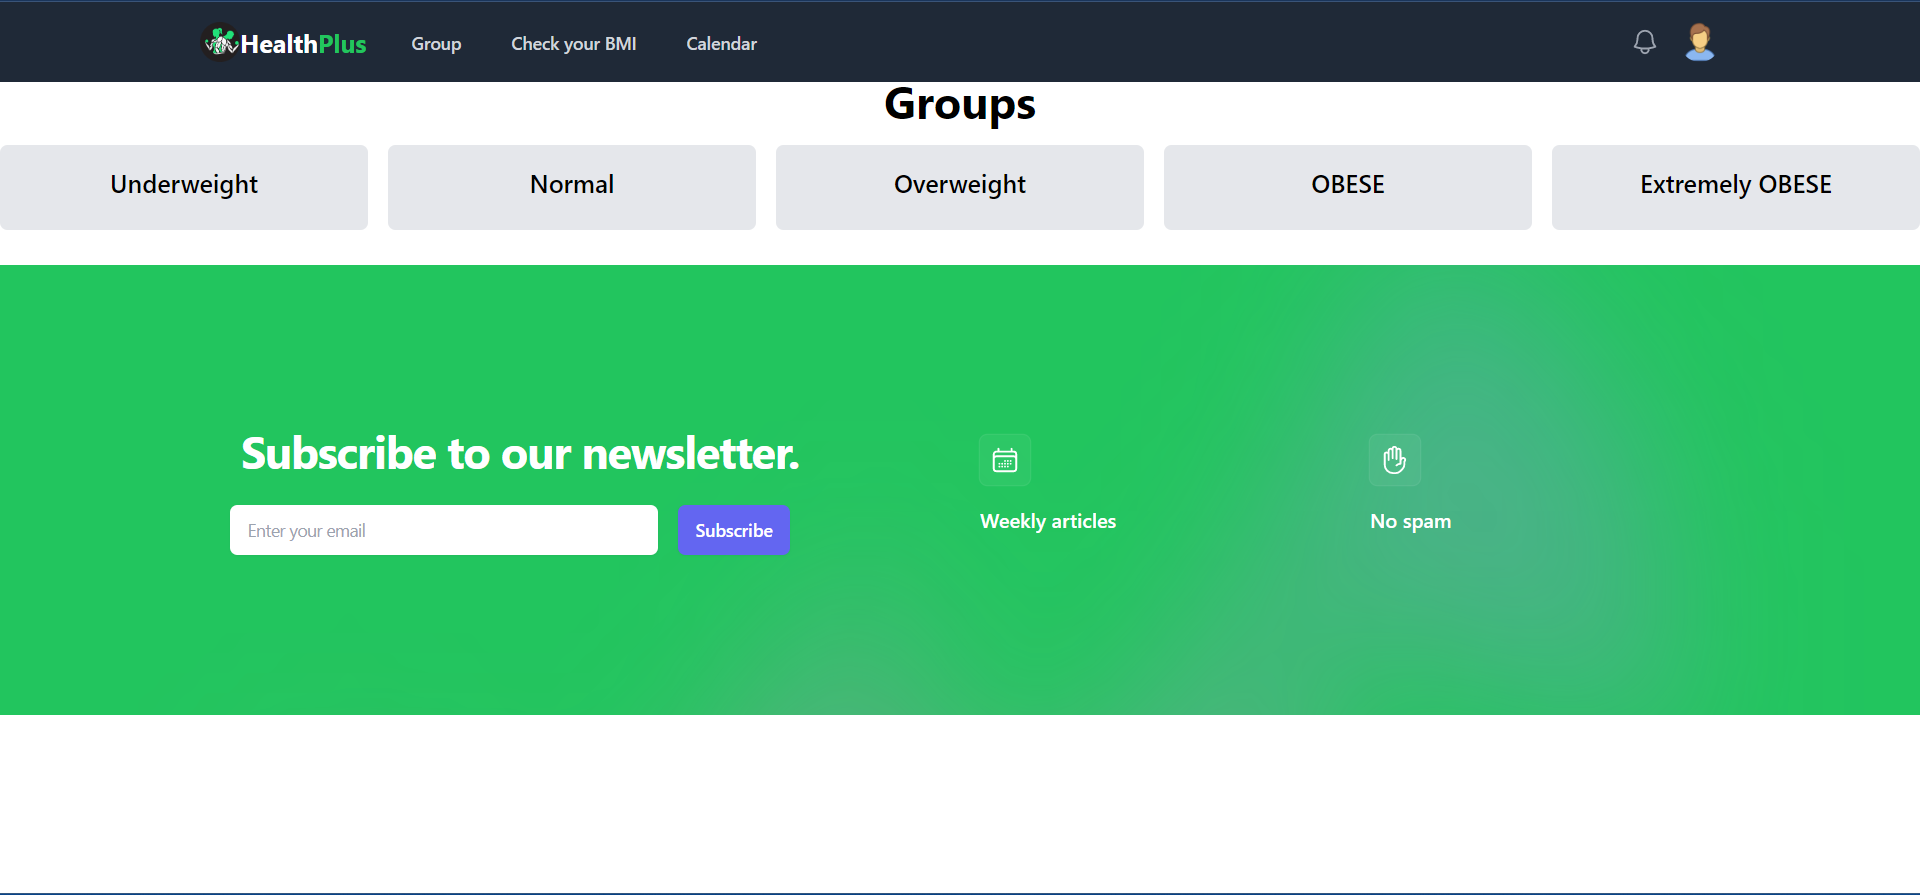 HealthPlus Group Check your BMI Calendar
Groups
Underweight Normal Overweight OBESE Extremely OBESE
Subscribe to our newsletter.
Enter your email Subscribe
Weekly articles No spam